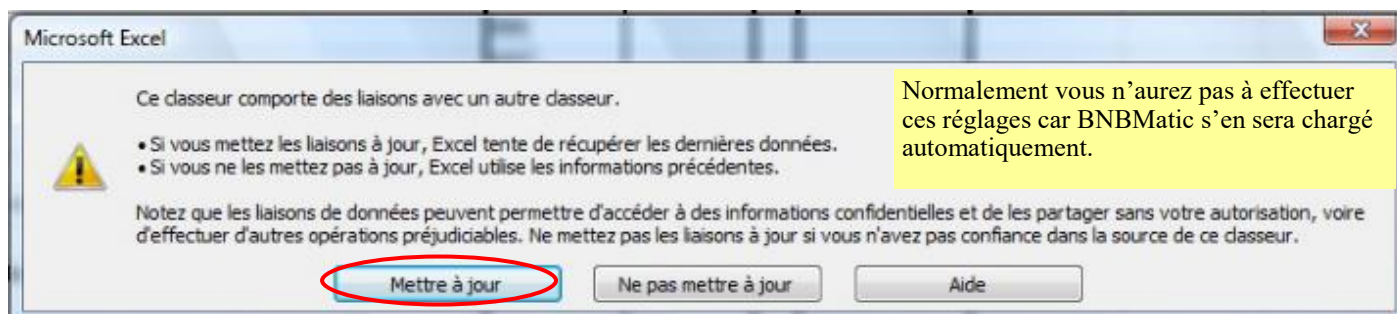 Microsoft Excel
Ce classeur comporte des liaisons avec un autre classeur.
Normalement vous n’aurez pas à effectuer
ces réglages car BNBMatic s’en sera chargé
automatiquement.
• Si vous mettez les liaisons à jour, Excel tente de récupérer les dernières données.
• Si vous ne les mettez pas à jour, Excel utilise les informations précédentes.
Notez que les liaisons de données peuvent permettre d'accéder à des informations confidentielles et de les partager sans votre autorisation, voire
d'effectuer d'autres opérations préjudiciables. Ne mettez pas les liaisons à jour si vous n'avez pas confiance dans la source de ce classeur.
Mettre à jour
Ne pas mettre à jour
Aide